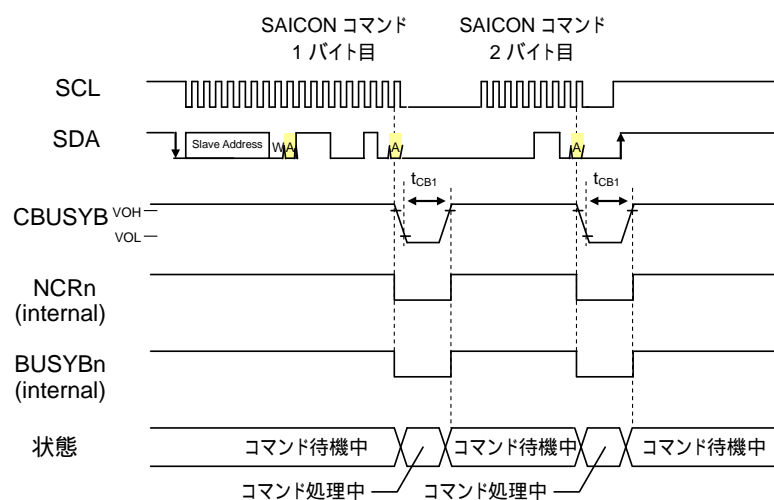 SAICON コマンド
1 バイト目
SAICON コマンド
2 バイト目
SCL
SDA
Slave Address
W
A
A
A
tCB1
tCB1
CBUSYB
VOH
VOL
NCRn
(internal)
BUSYBn
(internal)
状態
コマンド待機中
コマンド待機中
コマンド待機中
コマンド処理中
コマンド処理中